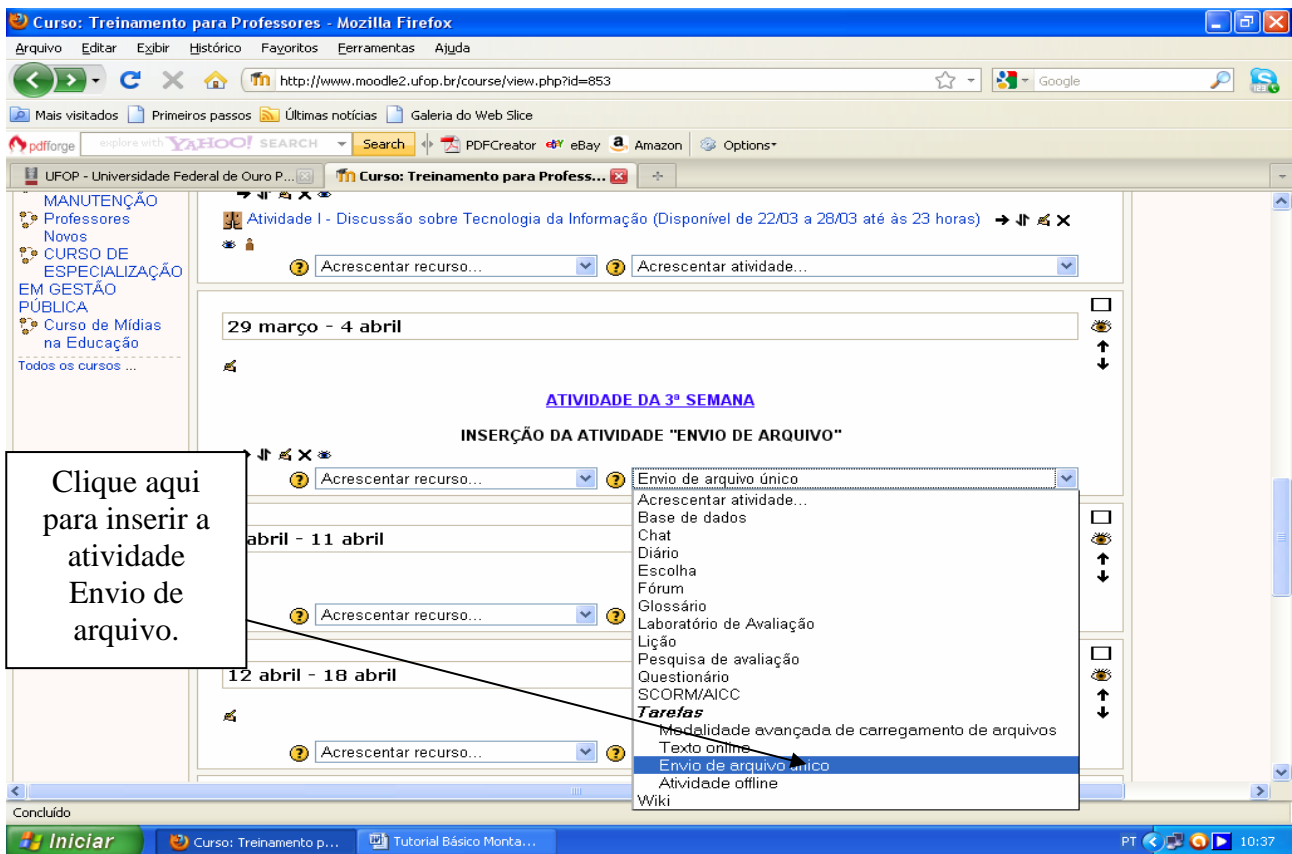 Curso: Treinamento para Professores - Mozilla Firefox
Arquivo Editar Exibir Histórico Favoritos Ferramentas Ajuda
http://www.moodle2.ufop.br/course/view.php?id=853
Google
Mais visitados Primeiros passos Últimas notícias Galeria do Web Slice
pdfforge explore with YAHOO! SEARCH Search PDFCreator eBay Amazon Options
UFOP - Universidade Federal de Ouro P... Curso: Treinamento para Profess...
MANUTENÇÃO
Professores
Novos
CURSO DE
ESPECIALIZAÇÃO
EM GESTÃO
PÚBLICA
Curso de Mídias
na Educação
Todos os cursos ...
Atividade I - Discussão sobre Tecnologia da Informação (Disponível de 22/03 a 28/03 até às 23 horas)
Acrescentar recurso... Acrescentar atividade...
29 março - 4 abril
ATIVIDADE DA 3ª SEMANA
INSERÇÃO DA ATIVIDADE "ENVIO DE ARQUIVO"
Acrescentar recurso... Envio de arquivo único
Clique aqui
para inserir a
atividade
Envio de
arquivo.
abril - 11 abril
Acrescentar recurso...
12 abril - 18 abril
Acrescentar recurso...
Acrescentar atividade...
Base de dados
Chat
Diário
Escolha
Fórum
Glossário
Laboratório de Avaliação
Lição
Pesquisa de avaliação
Questionário
SCORM/AICC
Tarefas
Modalidade avançada de carregamento de arquivos
Texto online
Envio de arquivo único
Atividade offline
Wiki
Concluído
Iniciar Curso: Treinamento p... Tutorial Básico Monta... PT 10:37